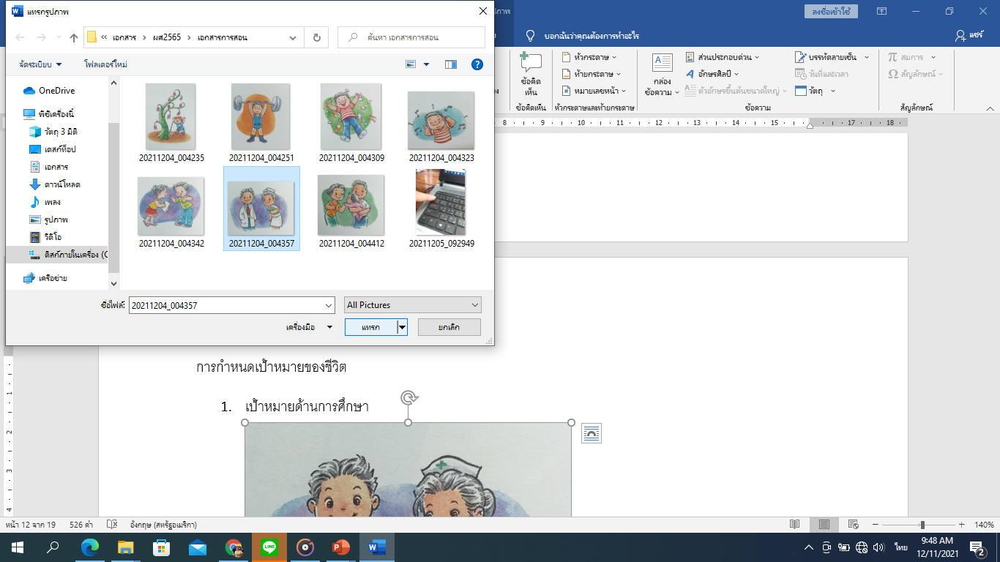 แทรกรูปภาพ
รูปภาพ
ลงชื่อเข้าใช้
« เอกสาร › ผศ2565 › เอกสารการสอน
ค้นหา เอกสารการสอน
บอกฉันว่าคุณต้องการทำอะไร
แชร์
จัดระเบียบ
โฟลเดอร์ใหม่
OneDrive
พีซีเครื่องนี้
วัตถุ 3 มิติ
เดสก์ท็อป
เอกสาร
ดาวน์โหลด
เพลง
รูปภาพ
วิดีโอ
ดิสก์ภายในเครื่อง (C
เครือข่าย
20211204_004235
20211204_004251
20211204_004309
20211204_004323
20211204_004342
20211204_004357
20211204_004412
20211205_092949
ชื่อไฟล์:
20211204_004357
All Pictures
เครื่องมือ
แทรก
ยกเลิก
ข้อคิดเห็น
ข้อคิดเห็น
หัวกระดาษ
ท้ายกระดาษ
หมายเลขหน้า
หัวกระดาษและท้ายกระดาษ
กล่อง
ข้อความ
ส่วนประกอบด่วน
อักษรศิลป์
ตัวอักษรขึ้นต้นขนาดใหญ่
บรรทัดลายเซ็น
วันที่และเวลา
วัตถุ
ข้อความ
สมการ
สัญลักษณ์
สัญลักษณ์
8 9 10 11 12 13 14 15 17 18
1
2
3
4
การกำหนดเป้าหมายของชีวิต
1. เป้าหมายด้านการศึกษา
หน้า 12 จาก 19
526 คำ
อังกฤษ (สหรัฐอเมริกา)
140%
LINE
ไทย
9:48 AM
12/11/2021
2